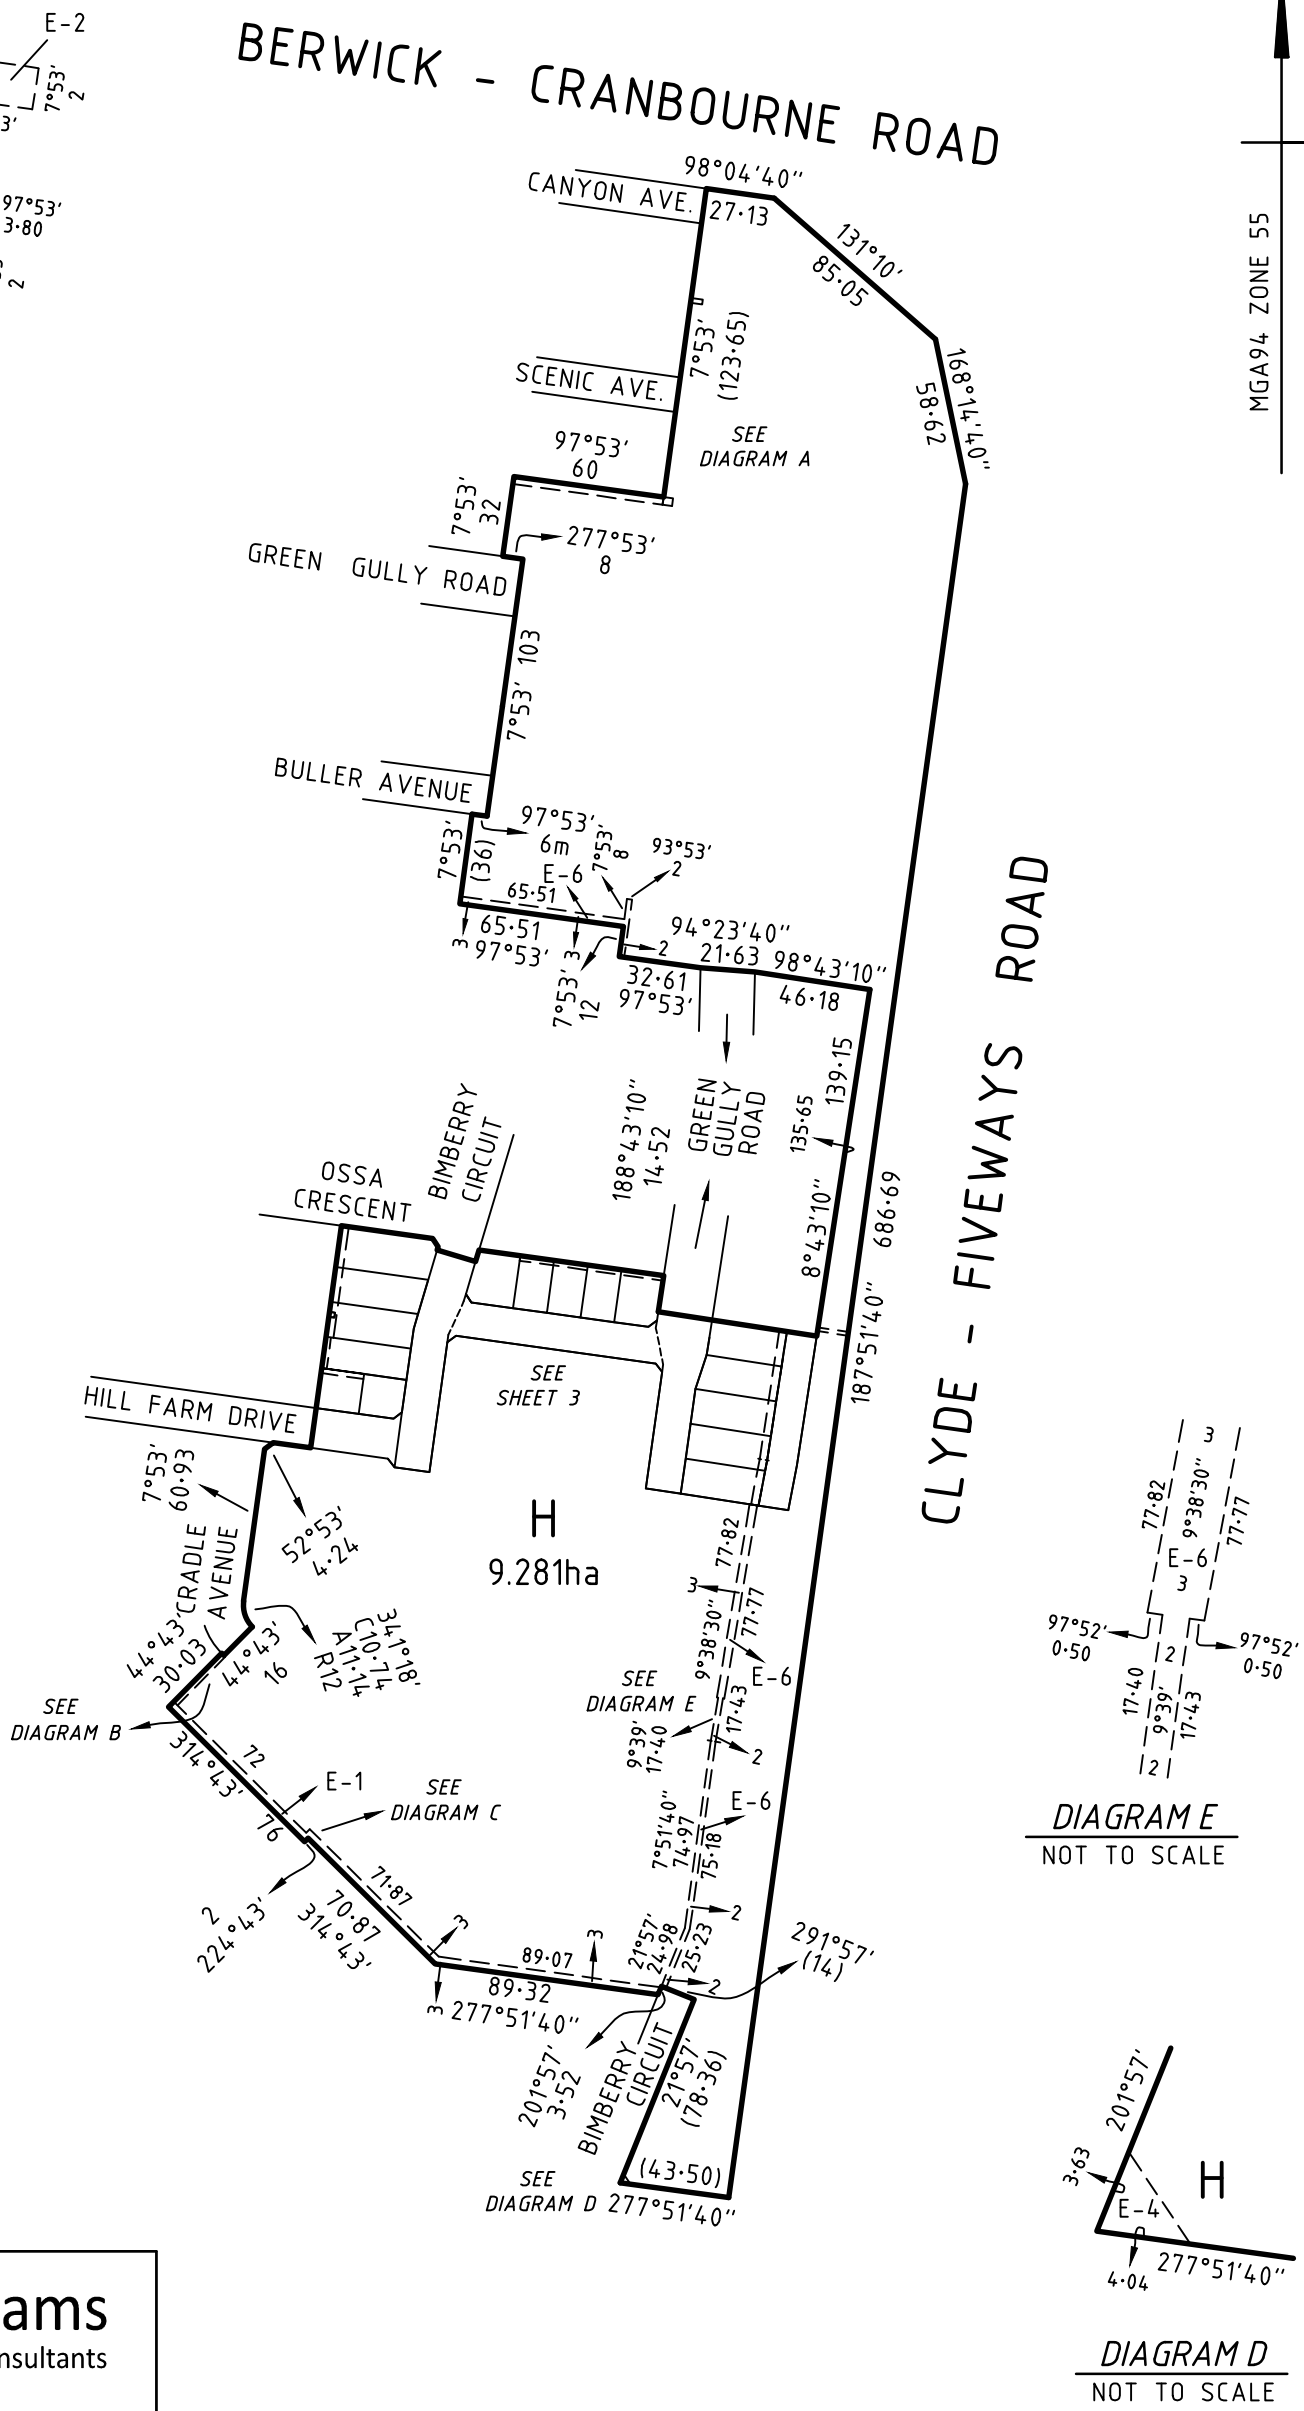 E-2
7°53'
2
3'
97°53'
3·80
2
BERWICK - CRANBOURNE ROAD
MGA94 ZONE 55
98°04'40"
CANYON AVE.
27·13
131°10'
85·05
7°53'
(123·65)
168°14'40"
58·62
SCENIC AVE.
SEE
DIAGRAM A
97°53'
60
7°53'
32
277°53'
8
GREEN GULLY ROAD
7°53' 103
BULLER AVENUE
97°53'
6m
7°53'
8
93°53'
2
7°53'
(36)
E-6
65·51
65·51
97°53'
3
3
2
7°53'
12
94°23'40"
21·63
98°43'10"
32·61
97°53'
46·18
CLYDE - FIVEWAYS ROAD
139·15
135·65
8°43'10"
686·69
187°51'40"
GREEN
GULLY
ROAD
188°43'10"
14·52
BIMBERRY
CIRCUIT
OSSA
CRESCENT
SEE
SHEET 3
HILL FARM DRIVE
7°53'
60·93
52°53'
4·24
H
9.281ha
CRADLE
AVENUE
341°18'
C10·74
A11·14
R12
44°43'
30·03
44°43'
16
SEE
DIAGRAM B
314°43'
72
76
E-1
SEE
DIAGRAM C
2
224°43'
71·87
70·87
314°43'
3
77·82
3
77·77
9°38'30"
E-6
SEE
DIAGRAM E
17·43
9°39'
17·40
2
E-6
7°51'40"
74·97
75·18
2
21°57'
24·98
25·23
2
291°57'
(14)
89·07
3
89·32
277°51'40"
3
201°57'
3·52
BIMBERRY
CIRCUIT
21°57'
(78·36)
SEE
DIAGRAM D
(43·50)
277°51'40"
3
77·82
9°38'30"
77·77
E-6
3
97°52'
0·50
97°52'
0·50
2
17·40
9°39'
17·43
2
DIAGRAM E
NOT TO SCALE
201°57'
3·63
H
E-4
4·04
277°51'40"
DIAGRAM D
NOT TO SCALE
ams
nsultants